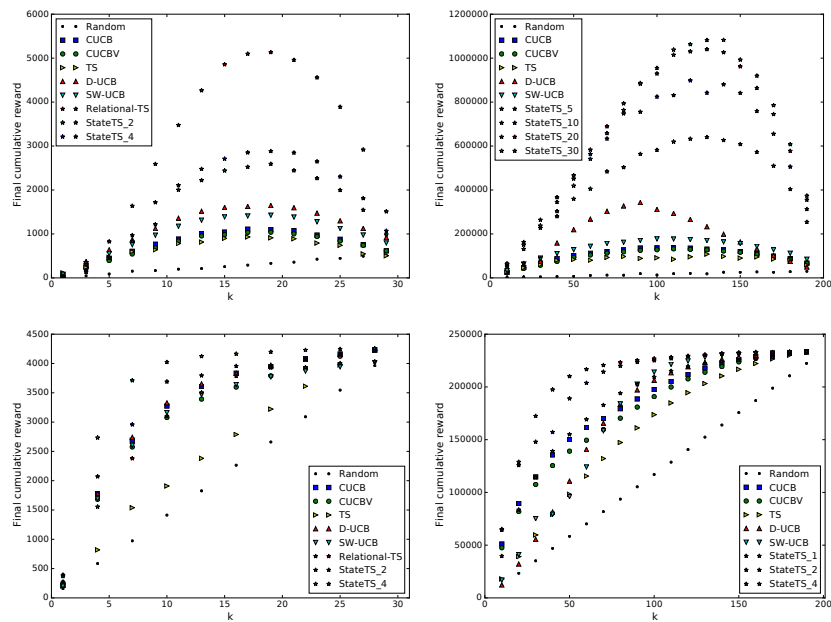 6000
5000
4000
3000
2000
1000
0
0 5 10 15 20 25 30
k
Final cumulative reward
Random
CUCB
CUCBV
TS
D-UCB
SW-UCB
Relational-TS
StateTS_2
StateTS_4
1200000
1000000
800000
600000
400000
200000
0
0 50 100 150 200
k
Final cumulative reward
Random
CUCB
CUCBV
TS
D-UCB
SW-UCB
StateTS_5
StateTS_10
StateTS_20
StateTS_30
4500
4000
3500
3000
2500
2000
1500
1000
500
0
0 5 10 15 20 25 30
k
Final cumulative reward
Random
CUCB
CUCBV
TS
D-UCB
SW-UCB
Relational-TS
StateTS_2
StateTS_4
250000
200000
150000
100000
50000
0
0 50 100 150 200
k
Final cumulative reward
Random
CUCB
CUCBV
TS
D-UCB
SW-UCB
StateTS_1
StateTS_2
StateTS_4